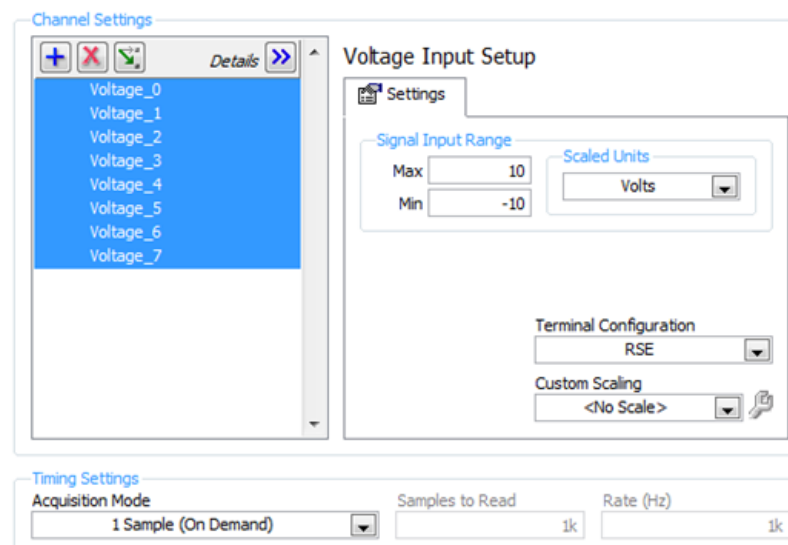 Channel Settings
Details
Voltage_0
Voltage_1
Voltage_2
Voltage_3
Voltage_4
Voltage_5
Voltage_6
Voltage_7
Voltage Input Setup
Settings
Signal Input Range
Max 10
Min -10
Scaled Units
Volts
Terminal Configuration
RSE
Custom Scaling
<No Scale>
Timing Settings
Acquisition Mode
1 Sample (On Demand)
Samples to Read
1k
Rate (Hz)
1k